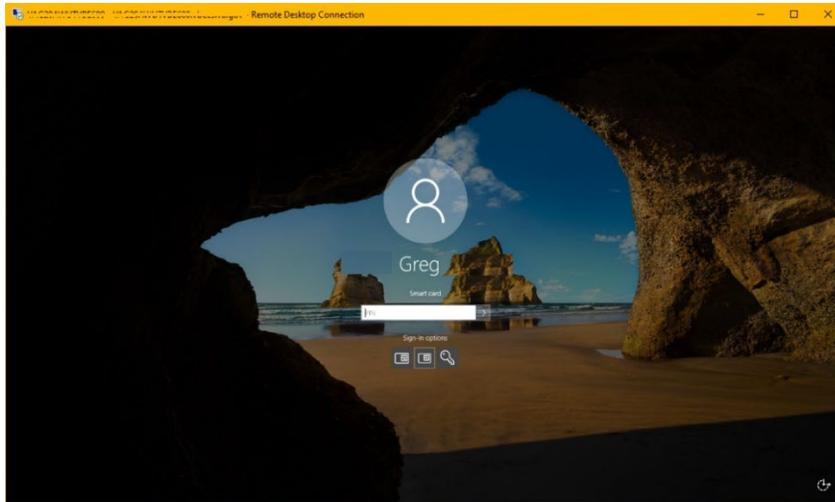 - Remote Desktop Connection
Greg
Smart card
PIN
Sign-in options